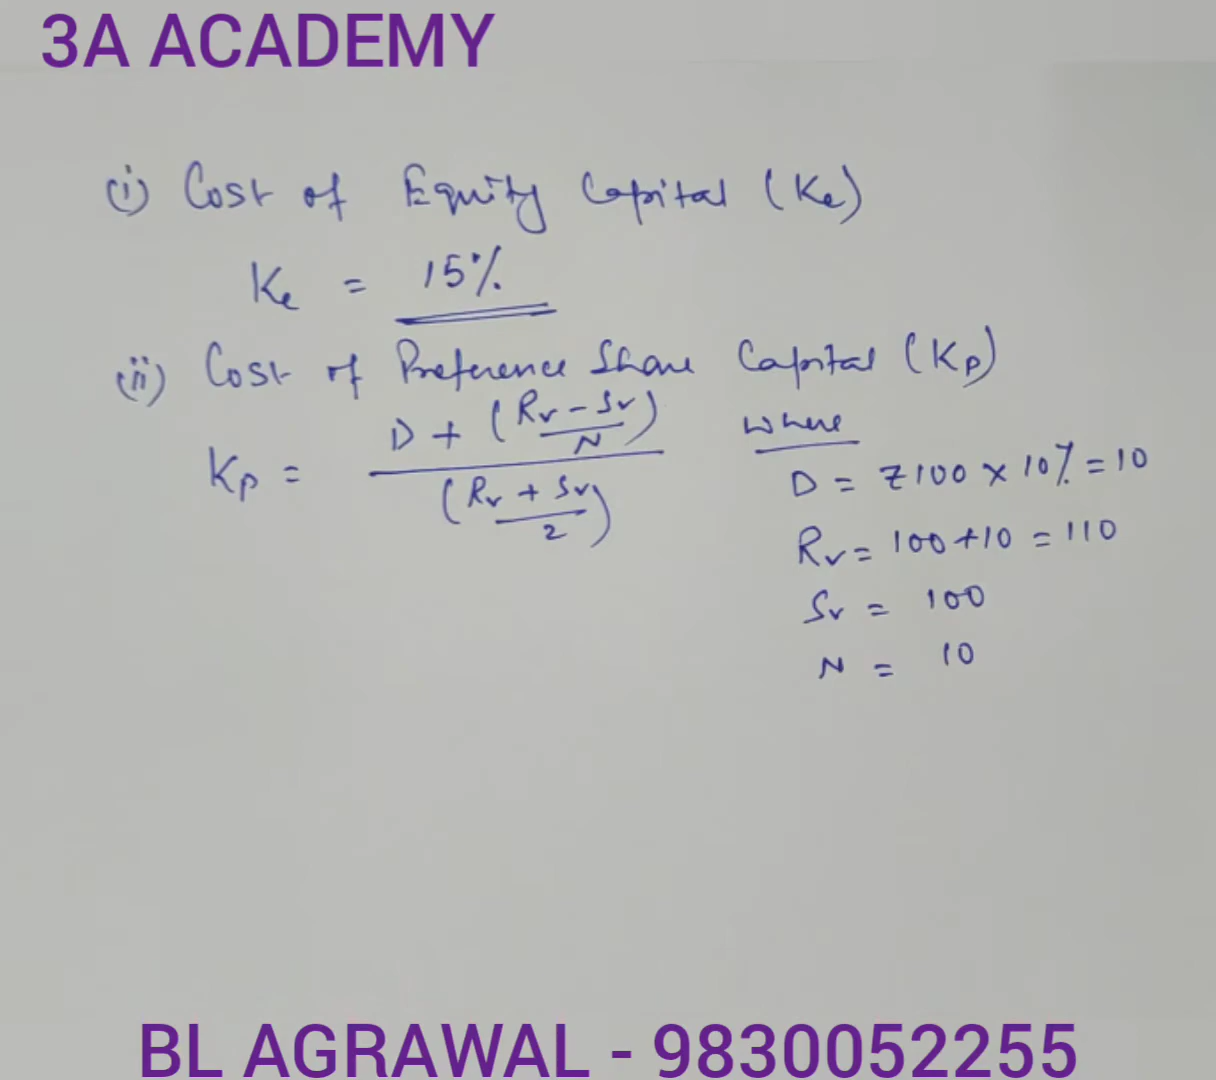 3A ACADEMY
(i) Cost of Equity Capital (Ke)
Ke = 15%
(ii) Cost of Preference Share Capital (Kp)
Kp = D + (Rv - Sv / N) / (Rv + Sv / 2)
where
D = ₹100 × 10% = 10
Rv = 100 + 10 = 110
Sv = 100
N = 10
BL AGRAWAL - 9830052255